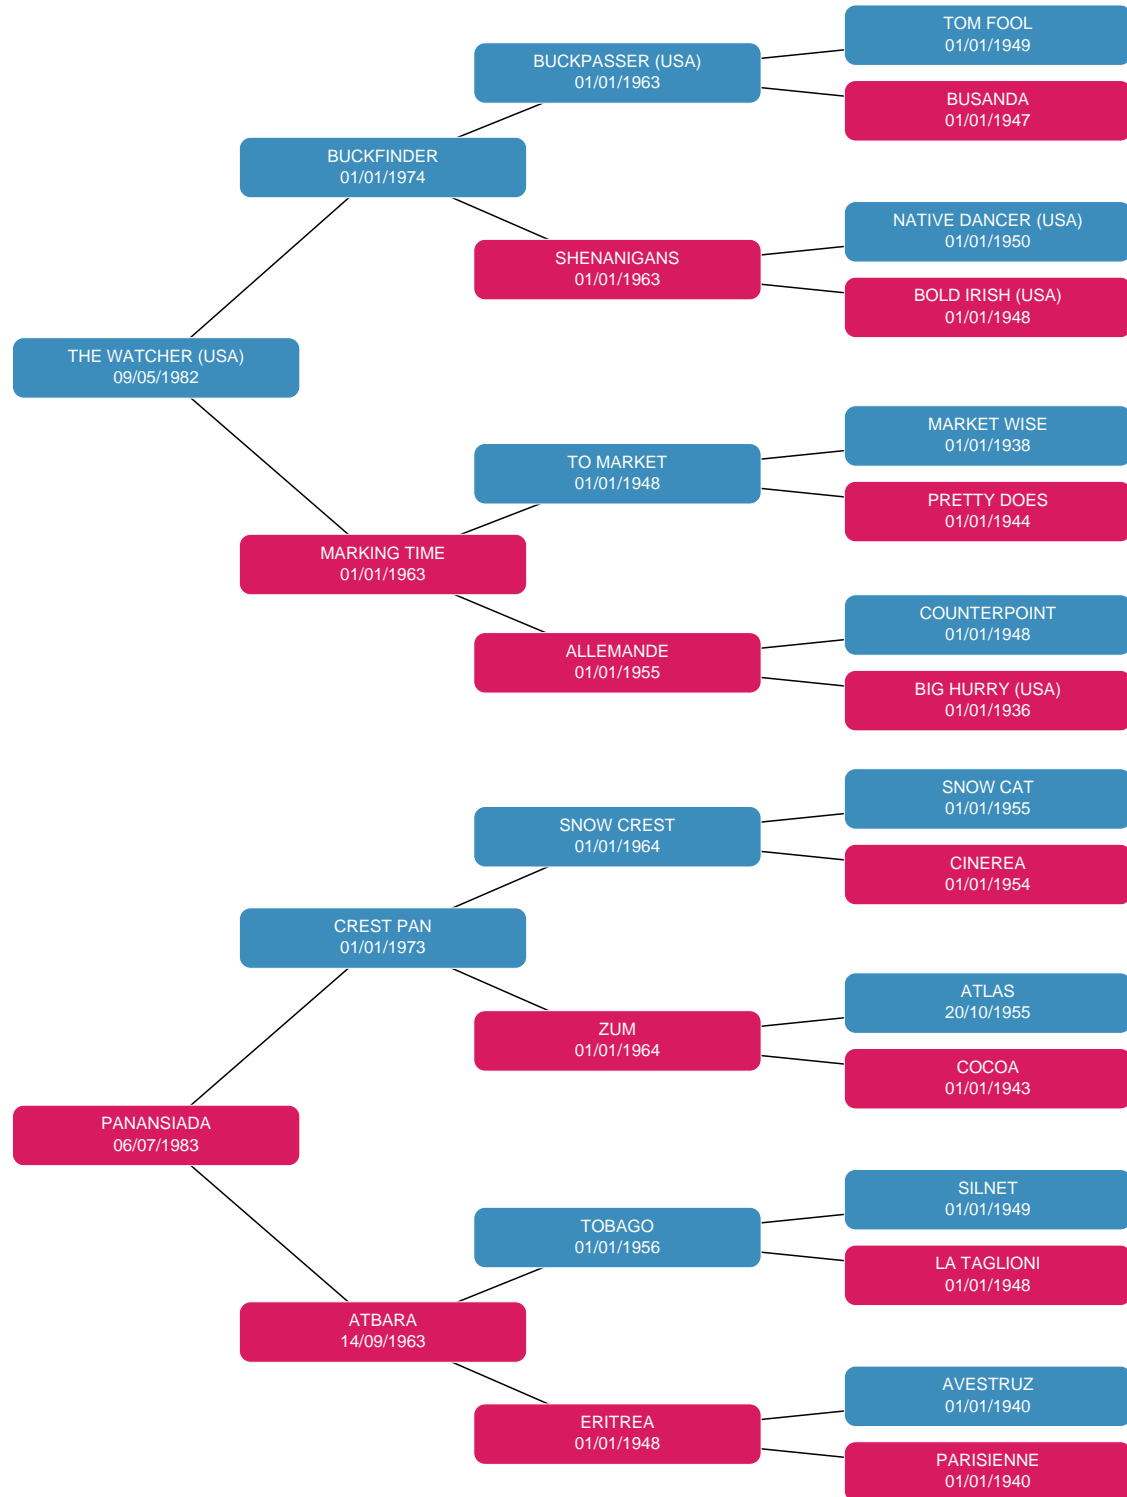 TOM FOOL
01/01/1949
BUCKPASSER (USA)
01/01/1963
BUSANDA
01/01/1947
BUCKFINDER
01/01/1974
NATIVE DANCER (USA)
01/01/1950
SHENANIGANS
01/01/1963
BOLD IRISH (USA)
01/01/1948
THE WATCHER (USA)
09/05/1982
MARKET WISE
01/01/1938
TO MARKET
01/01/1948
PRETTY DOES
01/01/1944
MARKING TIME
01/01/1963
COUNTERPOINT
01/01/1948
ALLEMANDE
01/01/1955
BIG HURRY (USA)
01/01/1936
SNOW CAT
01/01/1955
SNOW CREST
01/01/1964
CINEREA
01/01/1954
CREST PAN
01/01/1973
ATLAS
20/10/1955
ZUM
01/01/1964
COCOA
01/01/1943
PANANSIADA
06/07/1983
SILNET
01/01/1949
TOBAGO
01/01/1956
LA TAGLIONI
01/01/1948
ATBARA
14/09/1963
AVESTRUZ
01/01/1940
ERITREA
01/01/1948
PARISIENNE
01/01/1940